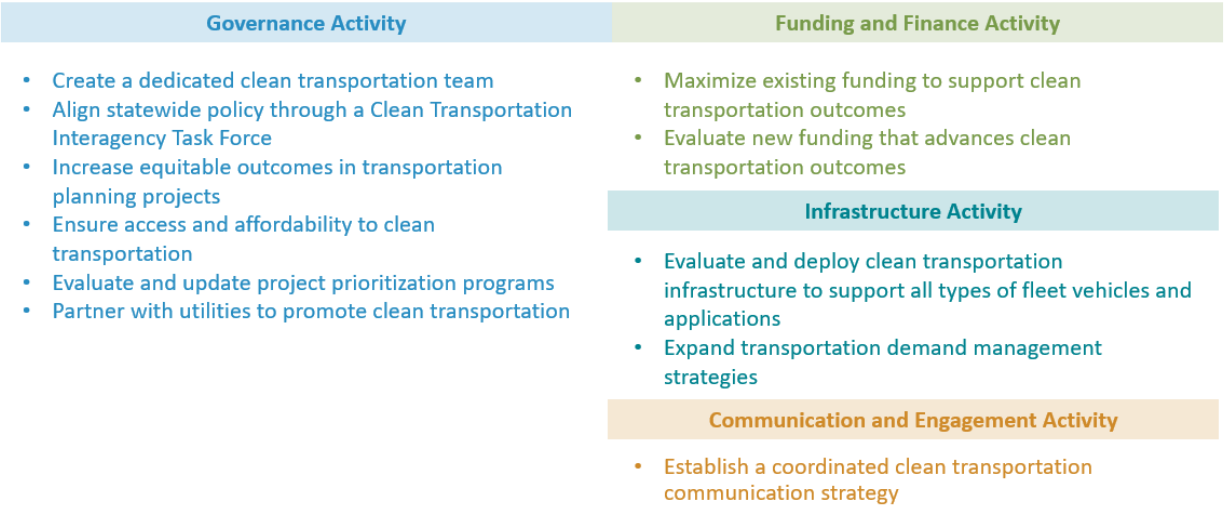 Governance Activity
• Create a dedicated clean transportation team
• Align statewide policy through a Clean Transportation
Interagency Task Force
• Increase equitable outcomes in transportation
planning projects
• Ensure access and affordability to clean
transportation
• Evaluate and update project prioritization programs
• Partner with utilities to promote clean transportation
Funding and Finance Activity
• Maximize existing funding to support clean
transportation outcomes
• Evaluate new funding that advances clean
transportation outcomes
Infrastructure Activity
• Evaluate and deploy clean transportation
infrastructure to support all types of fleet vehicles and
applications
• Expand transportation demand management
strategies
Communication and Engagement Activity
• Establish a coordinated clean transportation
communication strategy